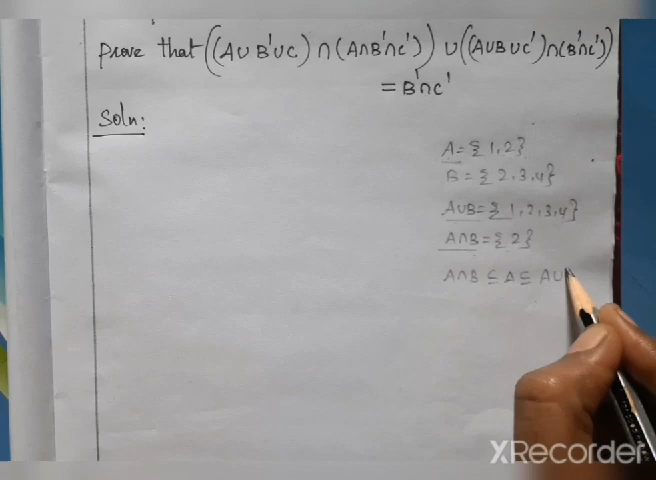 Prove that ((A∪B'∪C) ∩ (A∩B'∩C')) ∪ ((A∪B∪C') ∩ (B'∩C'))
= B'∩C'
Soln:
A = {1, 2}
B = {2, 3, 4}
A∪B = {1, 2, 3, 4}
A∩B = {2}
A∩B ⊆ A ⊆ A∪
XRecorder